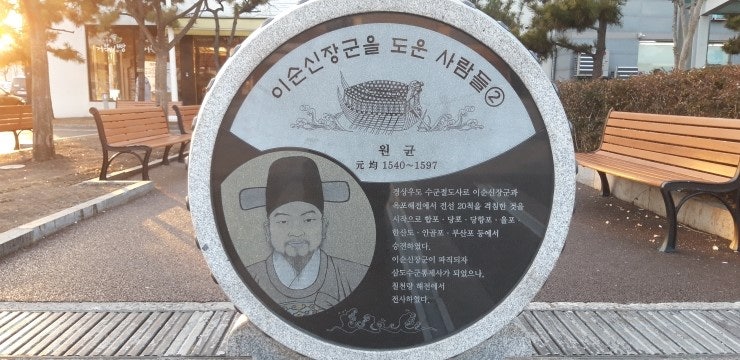 이순신장군을 도운 사람들②
원 균
元 均 1540~1597
경상우도 수군절도사로 이순신장군과
옥포해전에서 전선 20척을 격침한 것을
시작으로 합포·당포·당항포·율포·
한산도·안골포·부산포 등에서
승전하였다.
이순신장군이 파직되자
삼도수군통제사가 되었으나,
칠천량 해전에서
전사하였다.